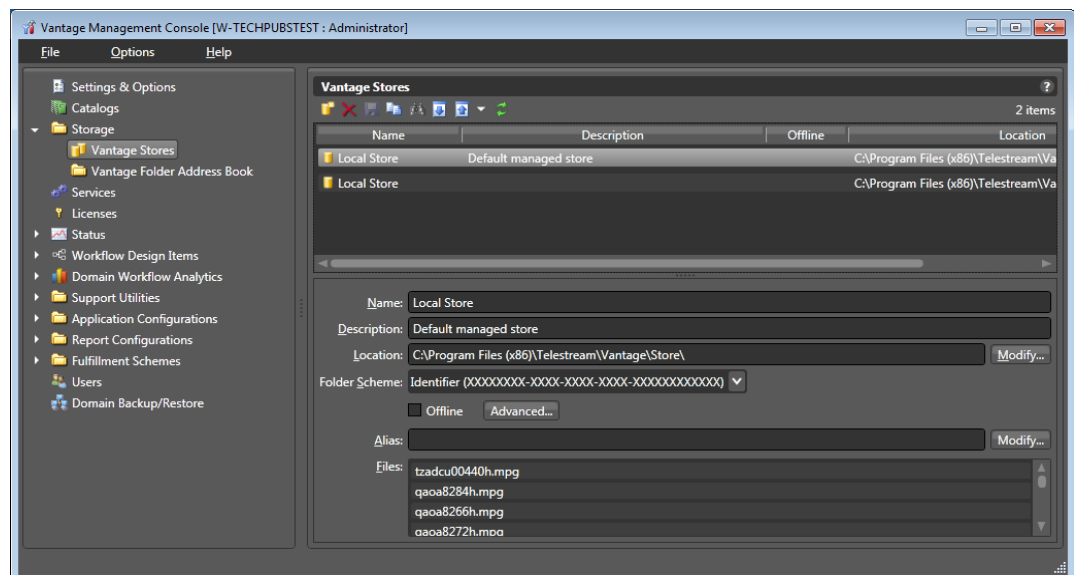 Vantage Management Console [W-TECHPUBSTEST : Administrator]
File Options Help
Settings & Options
Catalogs
Storage
Vantage Stores
Vantage Folder Address Book
Services
Licenses
Status
Workflow Design Items
Domain Workflow Analytics
Support Utilities
Application Configurations
Report Configurations
Fulfillment Schemes
Users
Domain Backup/Restore
Vantage Stores ?
2 items
Name Description Offline Location
Local Store Default managed store C:\Program Files (x86)\Telestream\Va
Local Store C:\Program Files (x86)\Telestream\Va
Name: Local Store
Description: Default managed store
Location: C:\Program Files (x86)\Telestream\Vantage\Store\ Modify...
Folder Scheme: Identifier (XXXXXXXX-XXXX-XXXX-XXXX-XXXXXXXXXXXX)
Offline Advanced...
Alias: Modify...
Files: tzadcu00440h.mpg
qaoa8284h.mpg
qaoa8266h.mpg
qaoa8272h.mpg